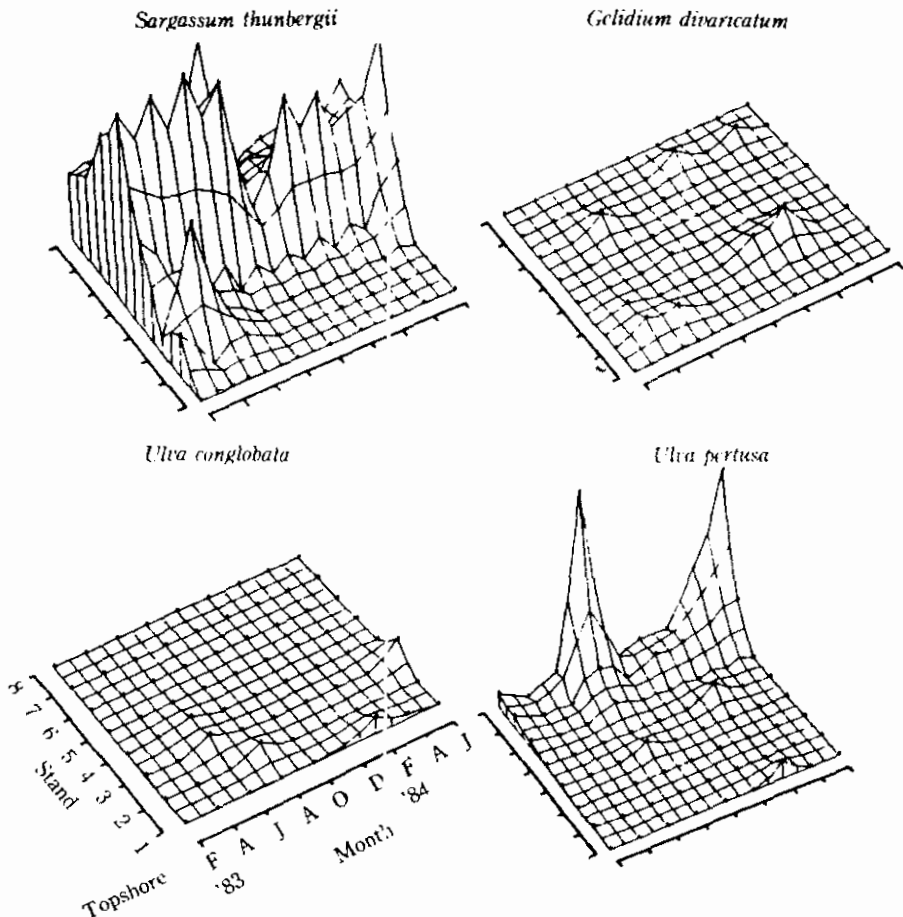 Sargassum thunbergii
Gelidium divaricatum
Ulva conglobata
Ulva pertusa
8
7
6
5
4
3
2
1
Stand
Topshore
F A J A O D F A J
'83
'84
Month